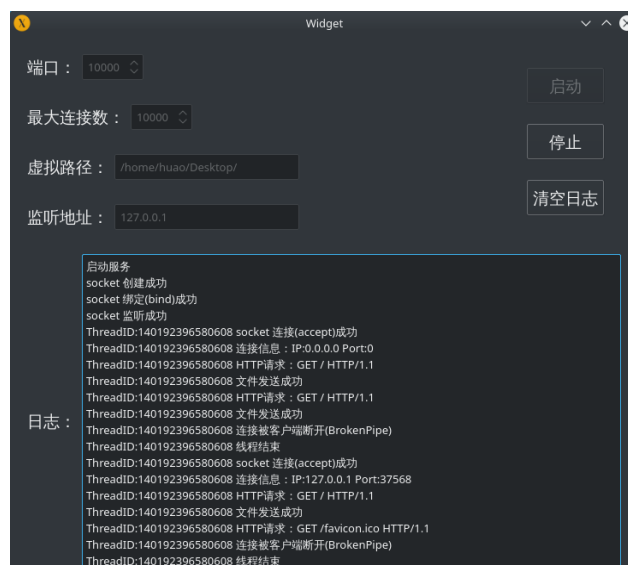 Widget
端口： 10000
启动
最大连接数： 10000
停止
虚拟路径： /home/huao/Desktop/
清空日志
监听地址： 127.0.0.1
日志：
启动服务
socket 创建成功
socket 绑定(bind)成功
socket 监听成功
ThreadID:140192396580608 socket 连接(accept)成功
ThreadID:140192396580608 连接信息：IP:0.0.0.0 Port:0
ThreadID:140192396580608 HTTP请求：GET / HTTP/1.1
ThreadID:140192396580608 文件发送成功
ThreadID:140192396580608 HTTP请求：GET / HTTP/1.1
ThreadID:140192396580608 文件发送成功
ThreadID:140192396580608 连接被客户端断开(BrokenPipe)
ThreadID:140192396580608 线程结束
ThreadID:140192396580608 socket 连接(accept)成功
ThreadID:140192396580608 连接信息：IP:127.0.0.1 Port:37568
ThreadID:140192396580608 HTTP请求：GET / HTTP/1.1
ThreadID:140192396580608 文件发送成功
ThreadID:140192396580608 HTTP请求：GET /favicon.ico HTTP/1.1
ThreadID:140192396580608 连接被客户端断开(BrokenPipe)
ThreadID:140192396580608 线程结束